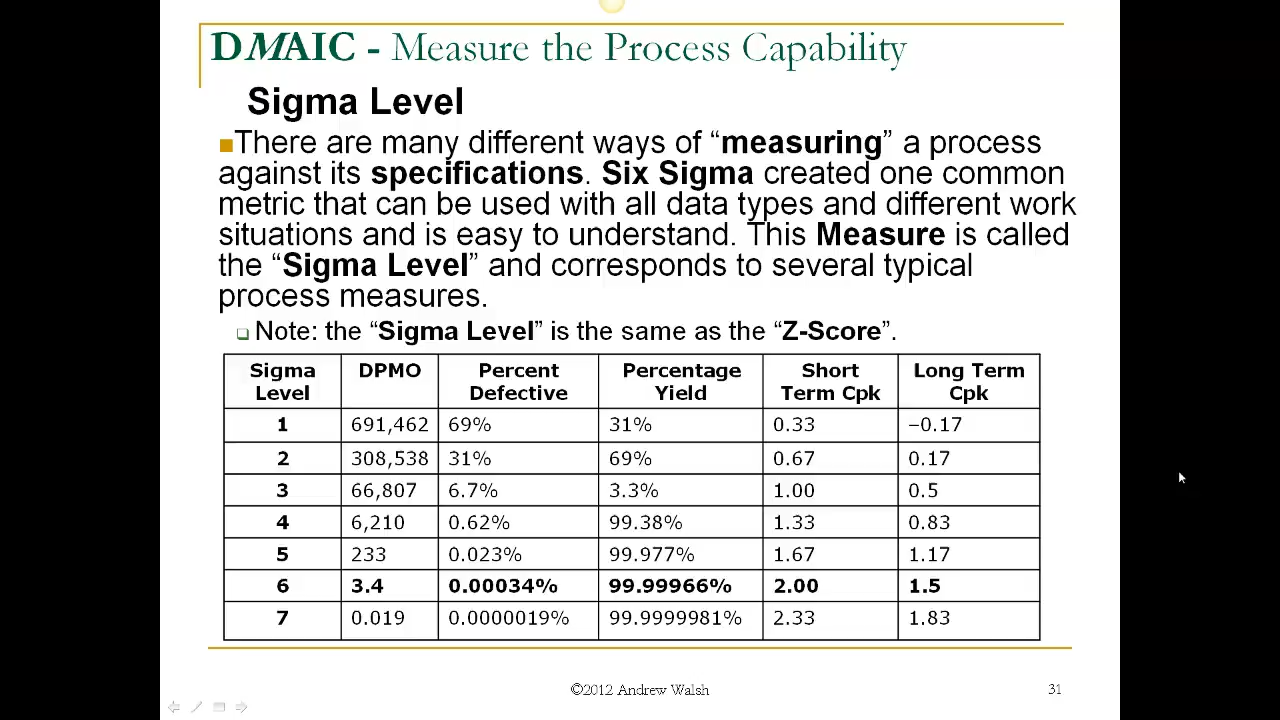 DMAIC - Measure the Process Capability
Sigma Level
There are many different ways of “measuring” a process
against its specifications. Six Sigma created one common
metric that can be used with all data types and different work
situations and is easy to understand. This Measure is called
the “Sigma Level” and corresponds to several typical
process measures.
Note: the “Sigma Level” is the same as the “Z-Score”.
Sigma Level DPMO Percent Defective Percentage Yield Short Term Cpk Long Term Cpk
1 691,462 69% 31% 0.33 –0.17
2 308,538 31% 69% 0.67 0.17
3 66,807 6.7% 3.3% 1.00 0.5
4 6,210 0.62% 99.38% 1.33 0.83
5 233 0.023% 99.977% 1.67 1.17
6 3.4 0.00034% 99.99966% 2.00 1.5
7 0.019 0.0000019% 99.9999981% 2.33 1.83
©2012 Andrew Walsh
31